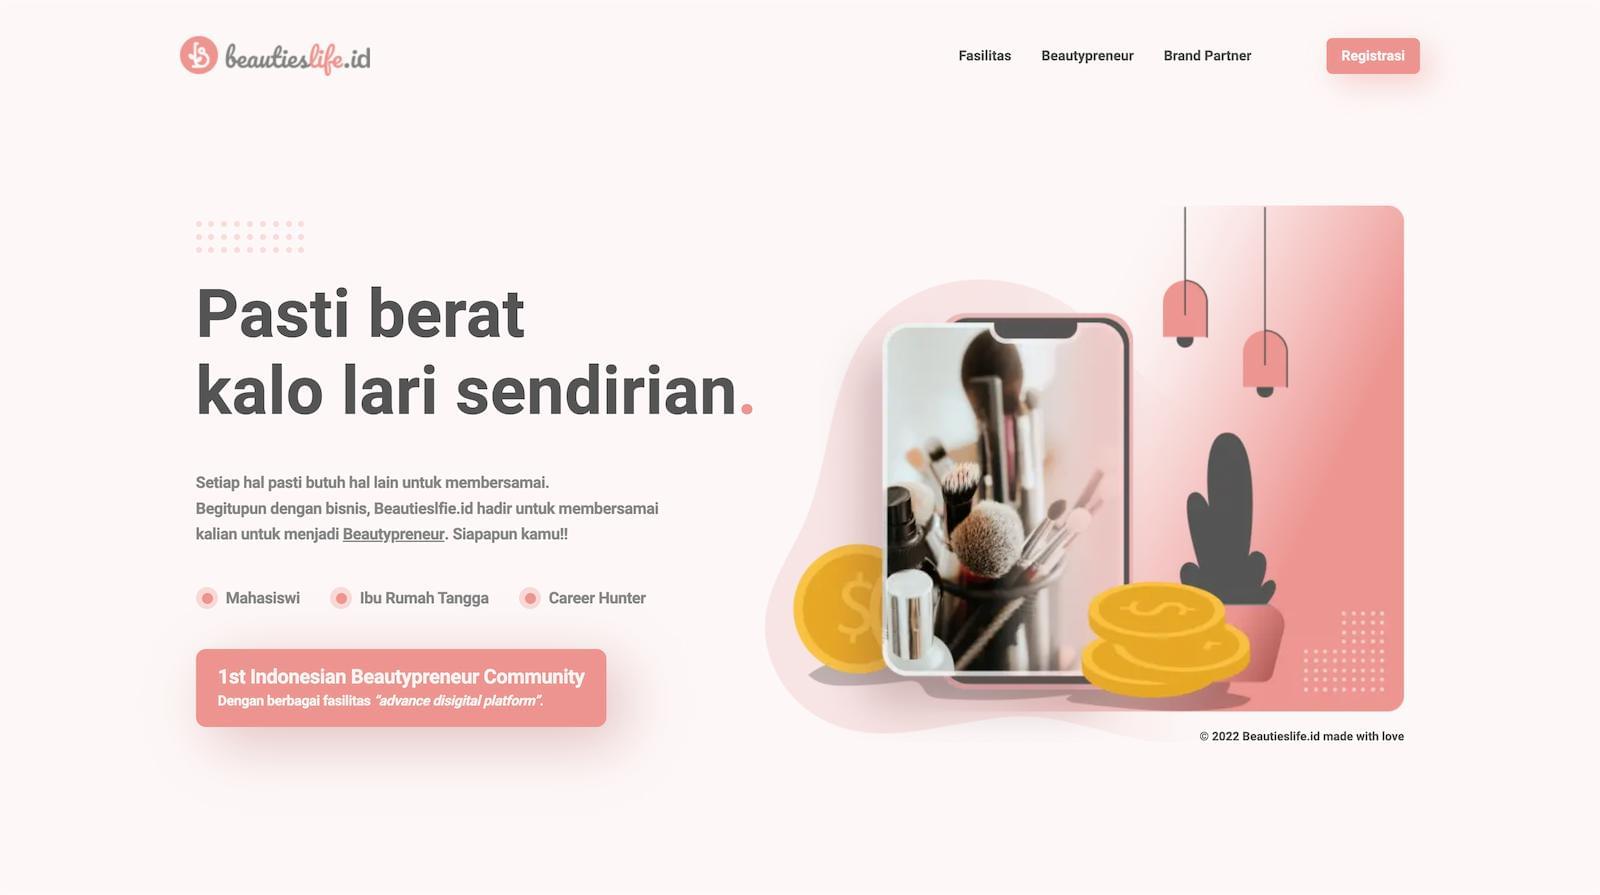 beautieslife.id
Fasilitas
Beautypreneur
Brand Partner
Registrasi
Pasti berat
kalo lari sendirian.
Setiap hal pasti butuh hal lain untuk membersamai.
Begitupun dengan bisnis, Beautieslfie.id hadir untuk membersamai
kalian untuk menjadi Beautypreneur. Siapapun kamu!!
Mahasiswi
Ibu Rumah Tangga
Career Hunter
1st Indonesian Beautypreneur Community
Dengan berbagai fasilitas “advance disigital platform”.
© 2022 Beautieslife.id made with love